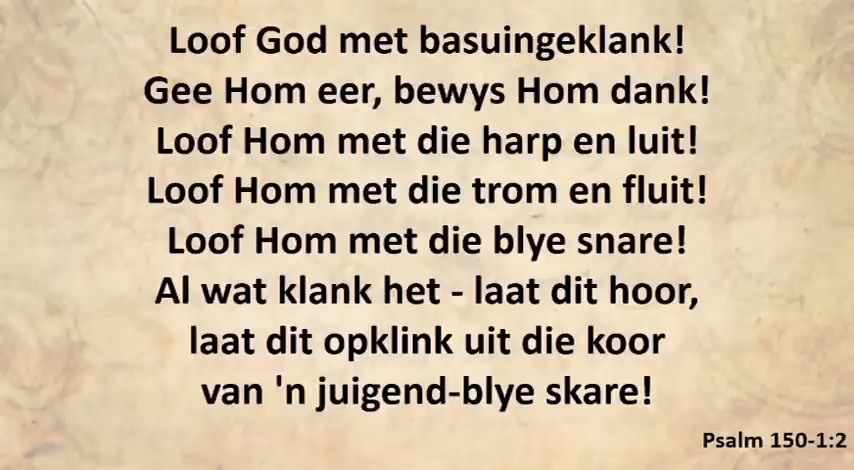 Loof God met basuingeklank!
Gee Hom eer, bewys Hom dank!
Loof Hom met die harp en luit!
Loof Hom met die trom en fluit!
Loof Hom met die blye snare!
Al wat klank het - laat dit hoor,
laat dit opklink uit die koor
van 'n juigend-blye skare!
Psalm 150-1:2